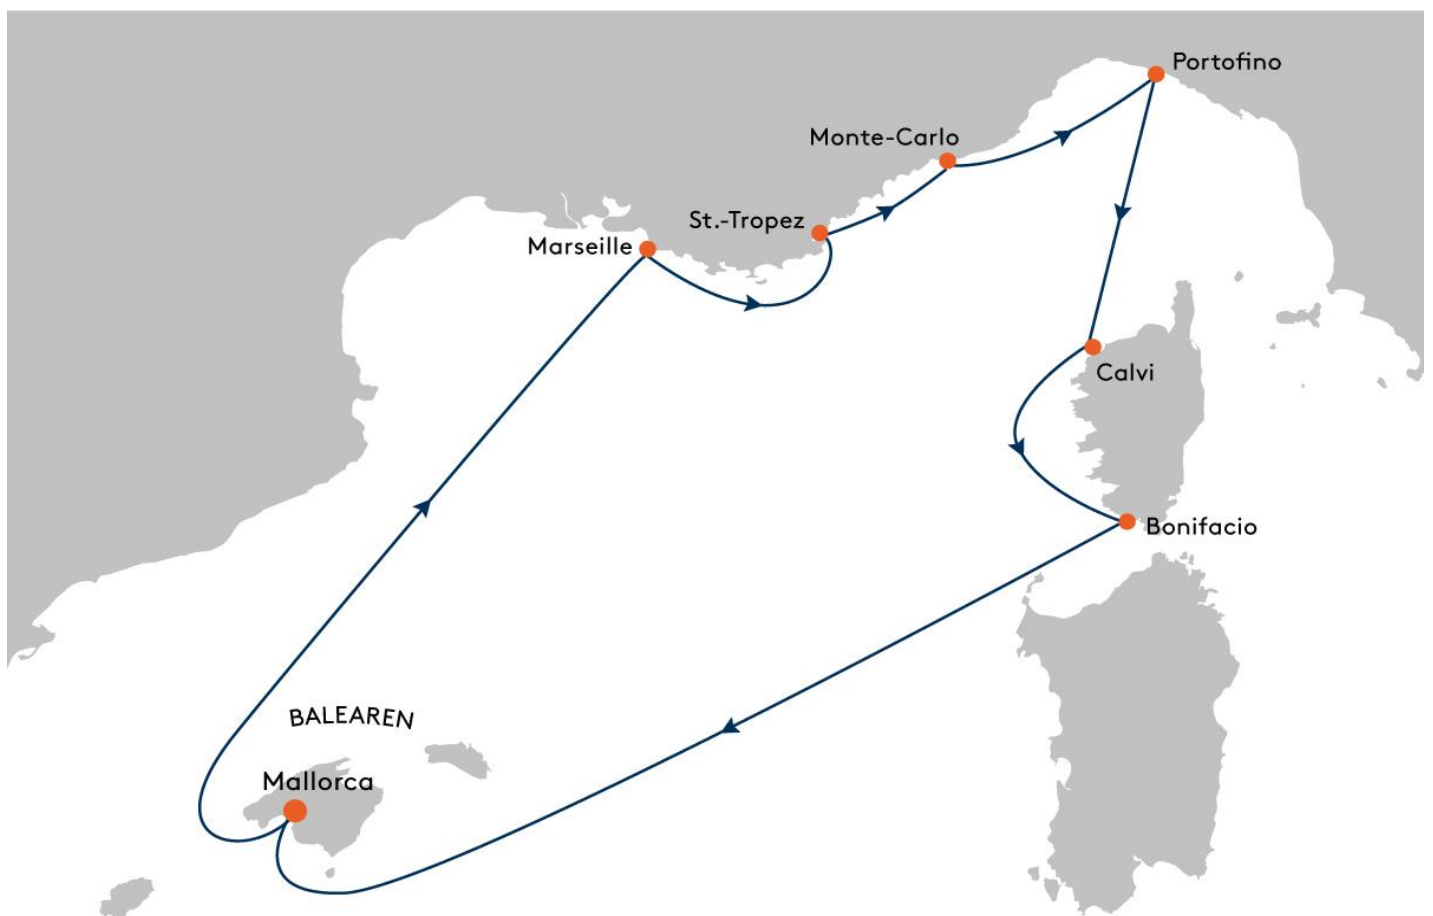 Portofino
Monte-Carlo
St.-Tropez
Marseille
Calvi
Bonifacio
BALEAREN
Mallorca